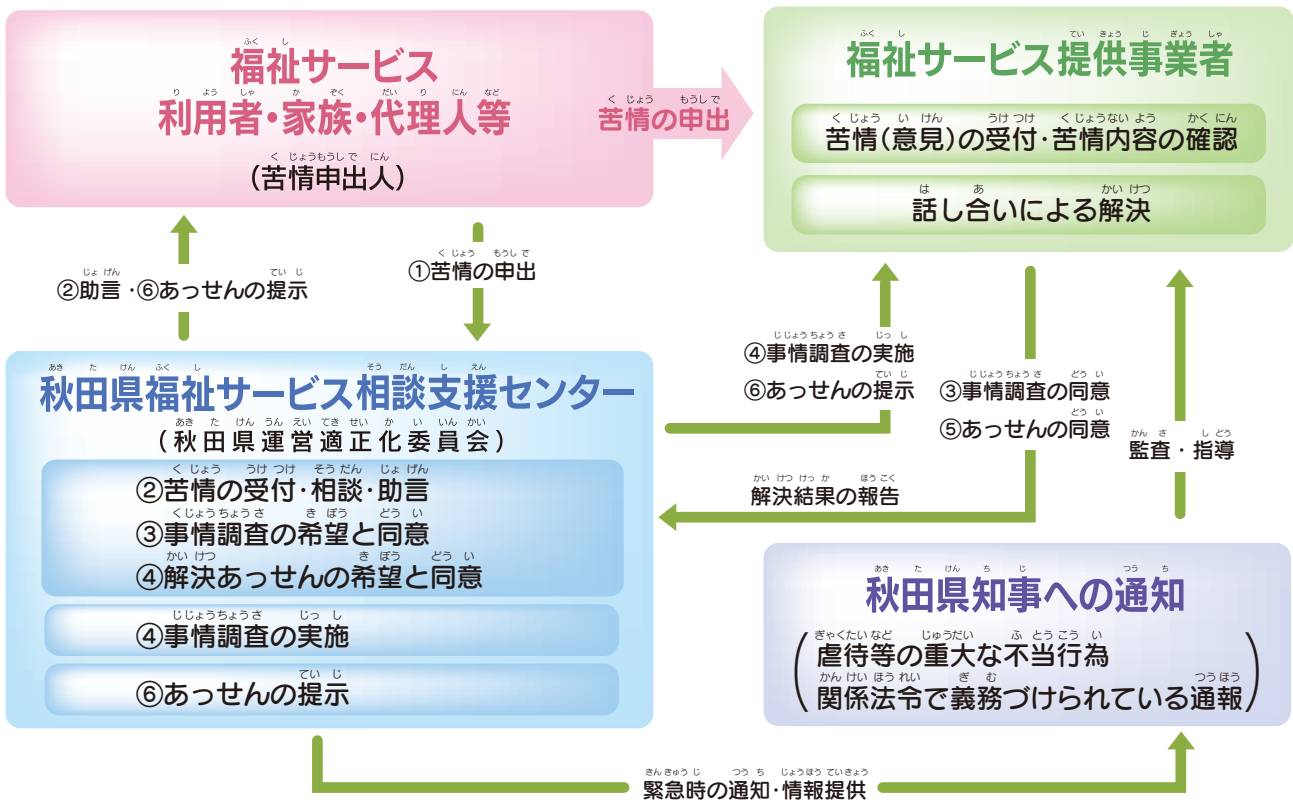 福祉サービス
利用者・家族・代理人等
（苦情申出人）
苦情の申出
福祉サービス提供事業者
苦情（意見）の受付・苦情内容の確認
話し合いによる解決
②助言・⑥あっせんの提示
①苦情の申出
④事情調査の実施
⑥あっせんの提示
③事情調査の同意
⑤あっせんの同意
監査・指導
解決結果の報告
秋田県福祉サービス相談支援センター
（秋田県運営適正化委員会）
②苦情の受付・相談・助言
③事情調査の希望と同意
④解決あっせんの希望と同意
④事情調査の実施
⑥あっせんの提示
秋田県知事への通知
虐待等の重大な不当行為
関係法令で義務づけられている通報
緊急時の通知・情報提供